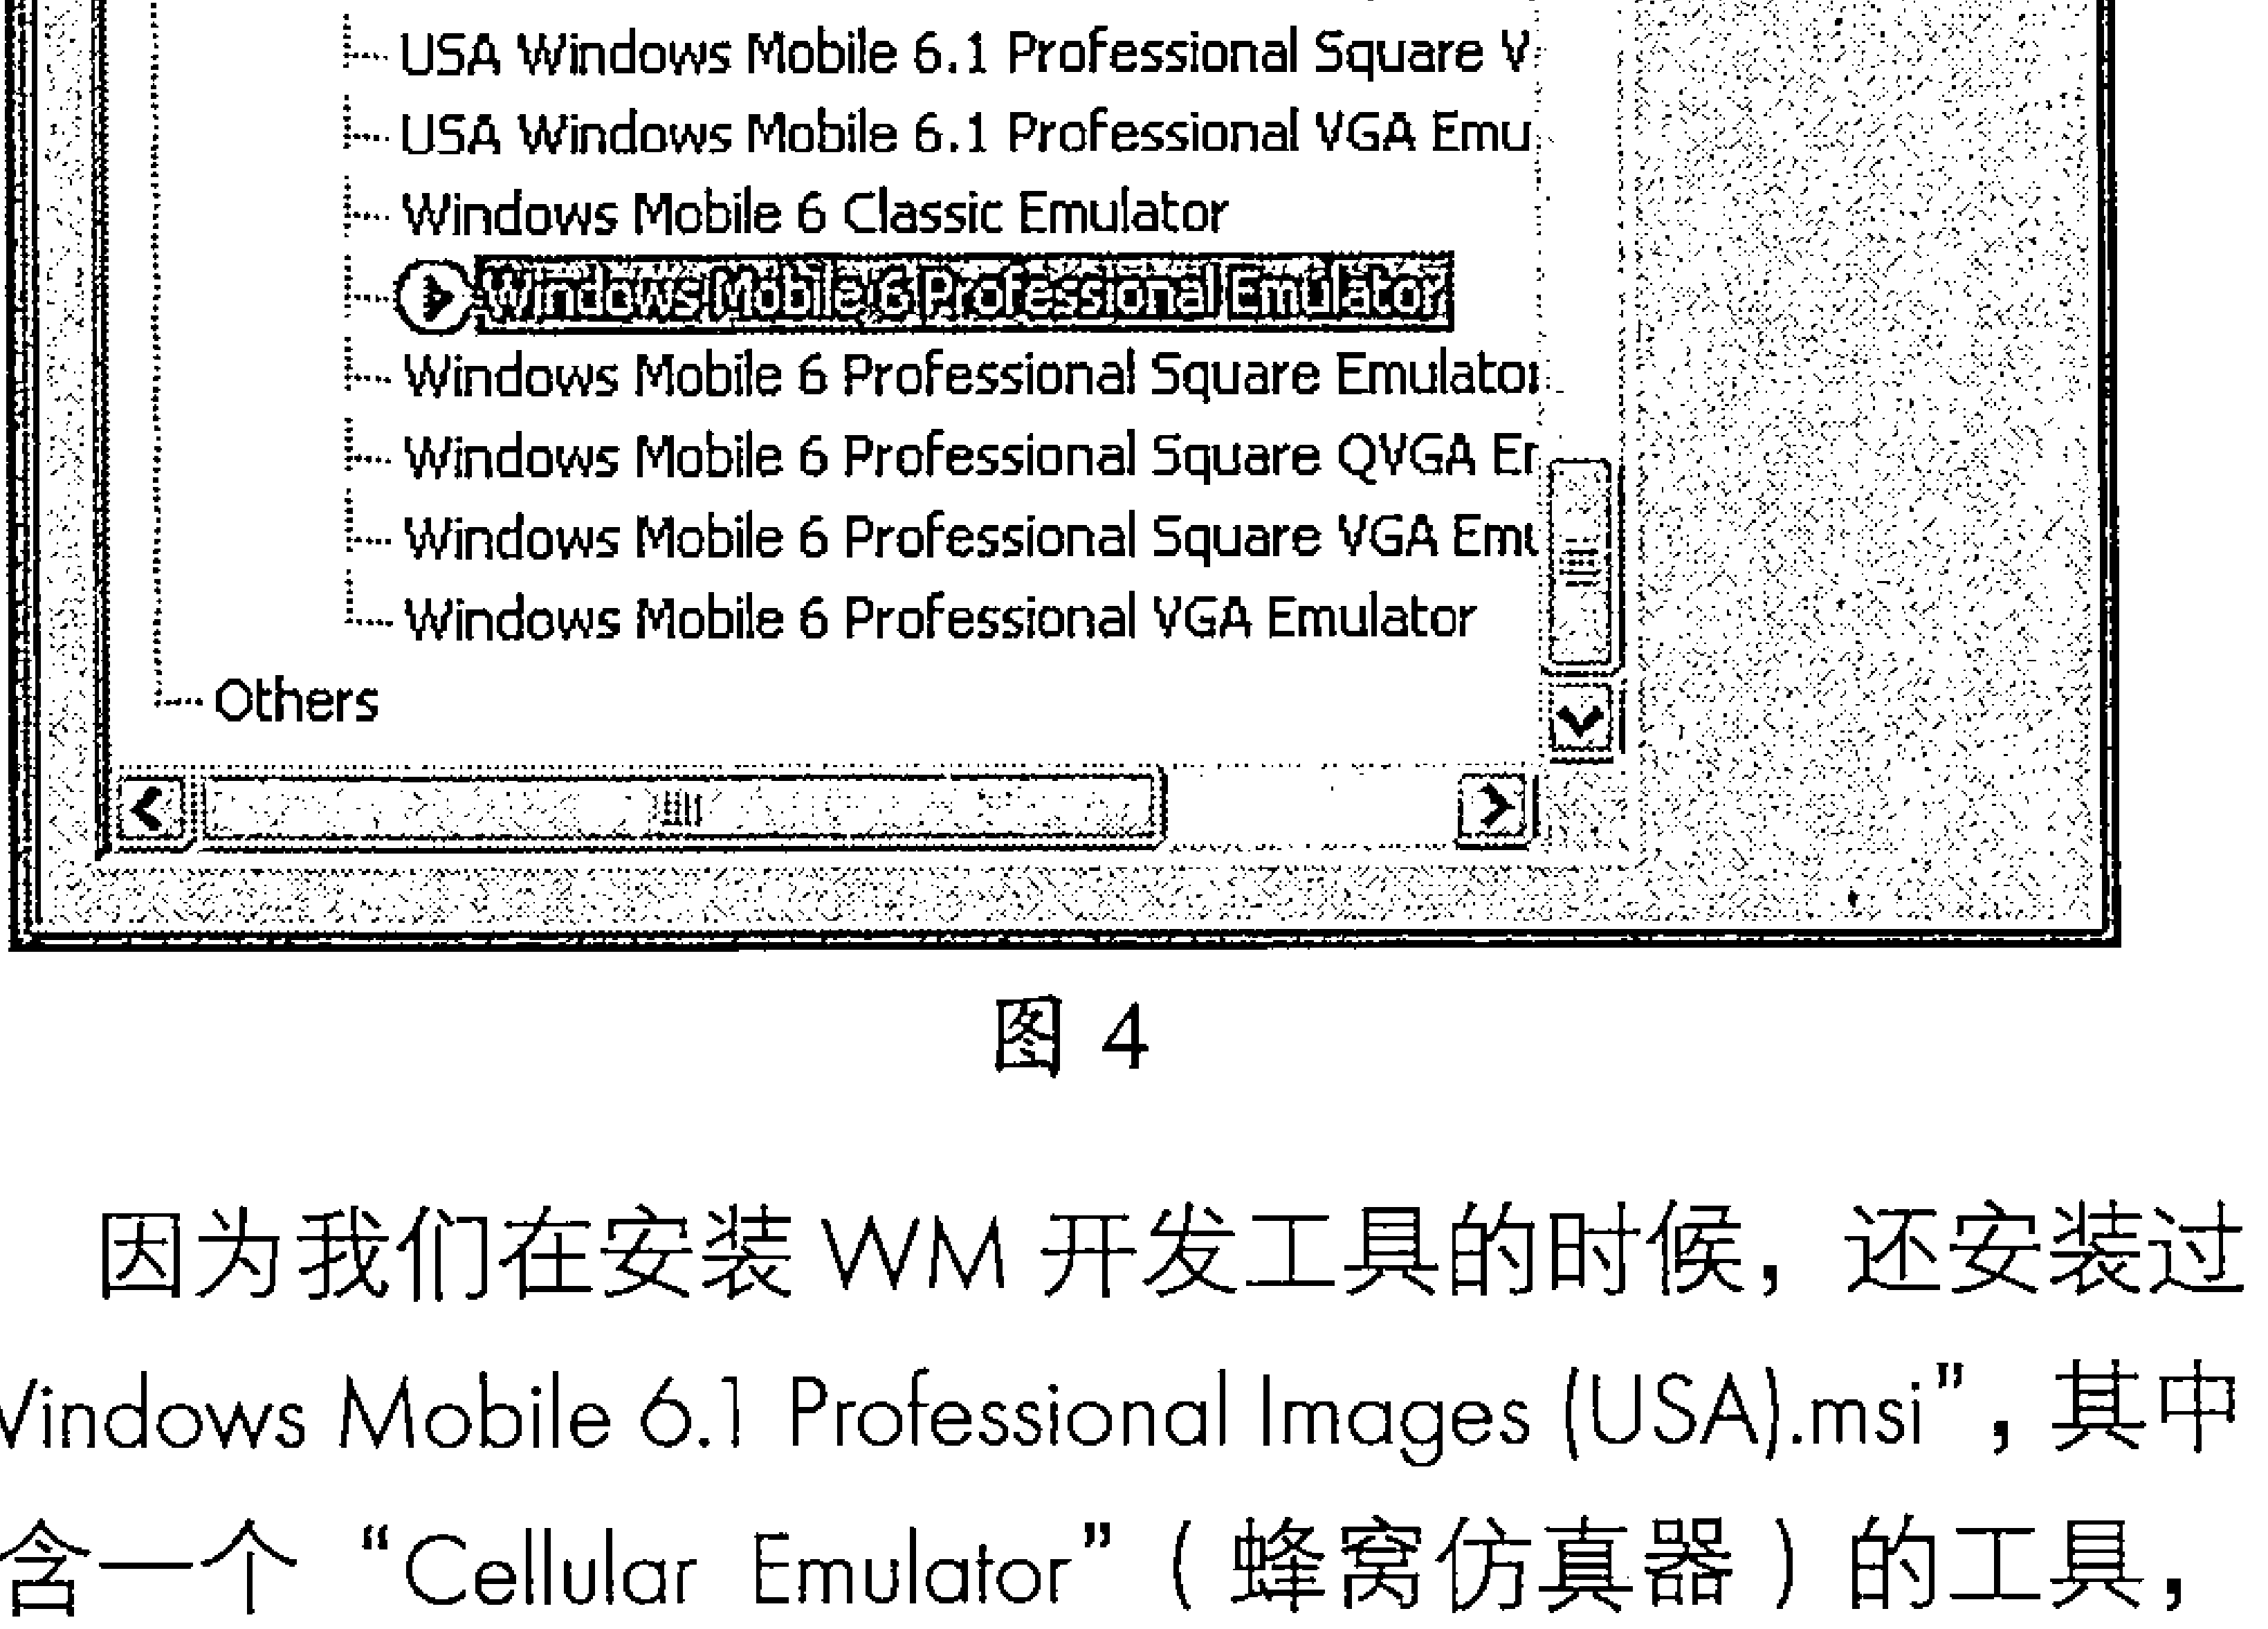 USA Windows Mobile 6.1 Professional Square V
USA Windows Mobile 6.1 Professional VGA Emu
Windows Mobile 6 Classic Emulator
Windows Mobile 6 Professional Emulator
Windows Mobile 6 Professional Square Emulator
Windows Mobile 6 Professional Square QVGA Er
Windows Mobile 6 Professional Square VGA Emu
Windows Mobile 6 Professional VGA Emulator
Others
图 4
因为我们在安装 WM 开发工具的时候，还安装过
Windows Mobile 6.1 Professional Images (USA).msi”，其中
含一个 “Cellular Emulator”（蜂窝仿真器）的工具，